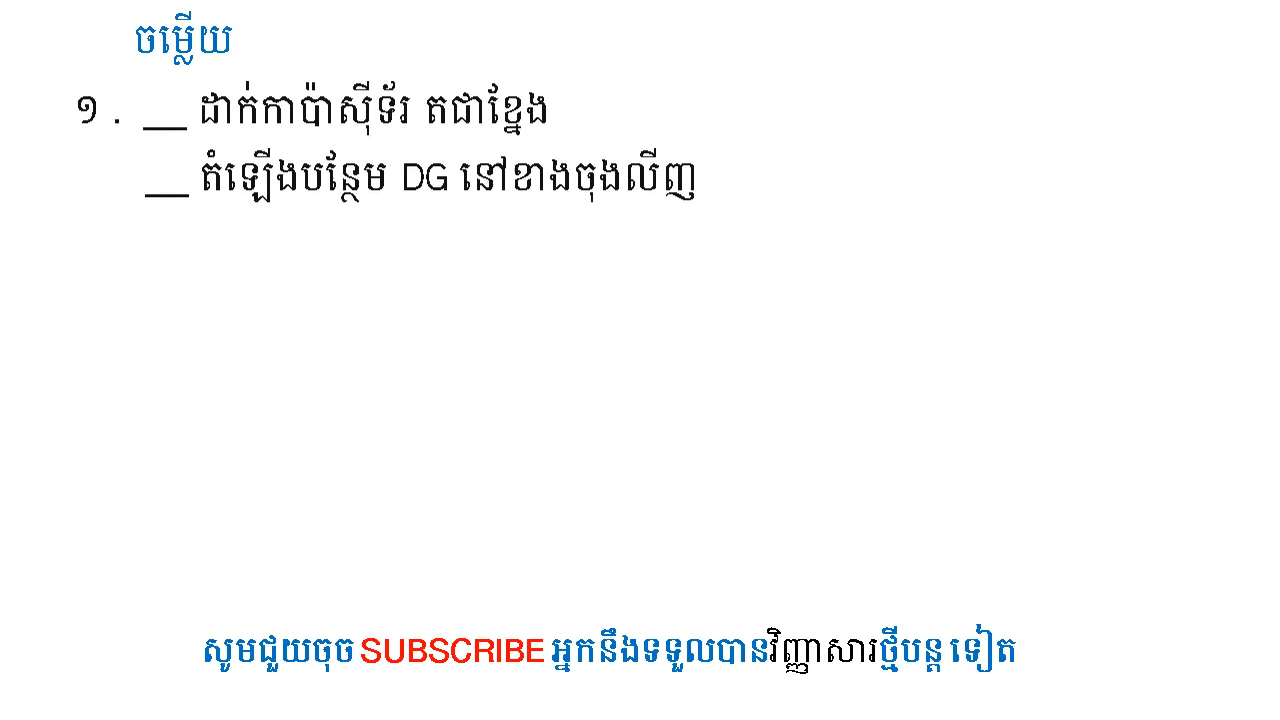 ចម្លើយ
១ . __ ដាក់កាប៉ាស៊ីទ័រ តជាខ្នែង
__ តំឡើងបន្ថែម DG នៅខាងចុងលីញ
សូមជួយចុច SUBSCRIBE អ្នកនឹងទទួលបានវិញ្ញាសារថ្មីបន្ត ទៀត